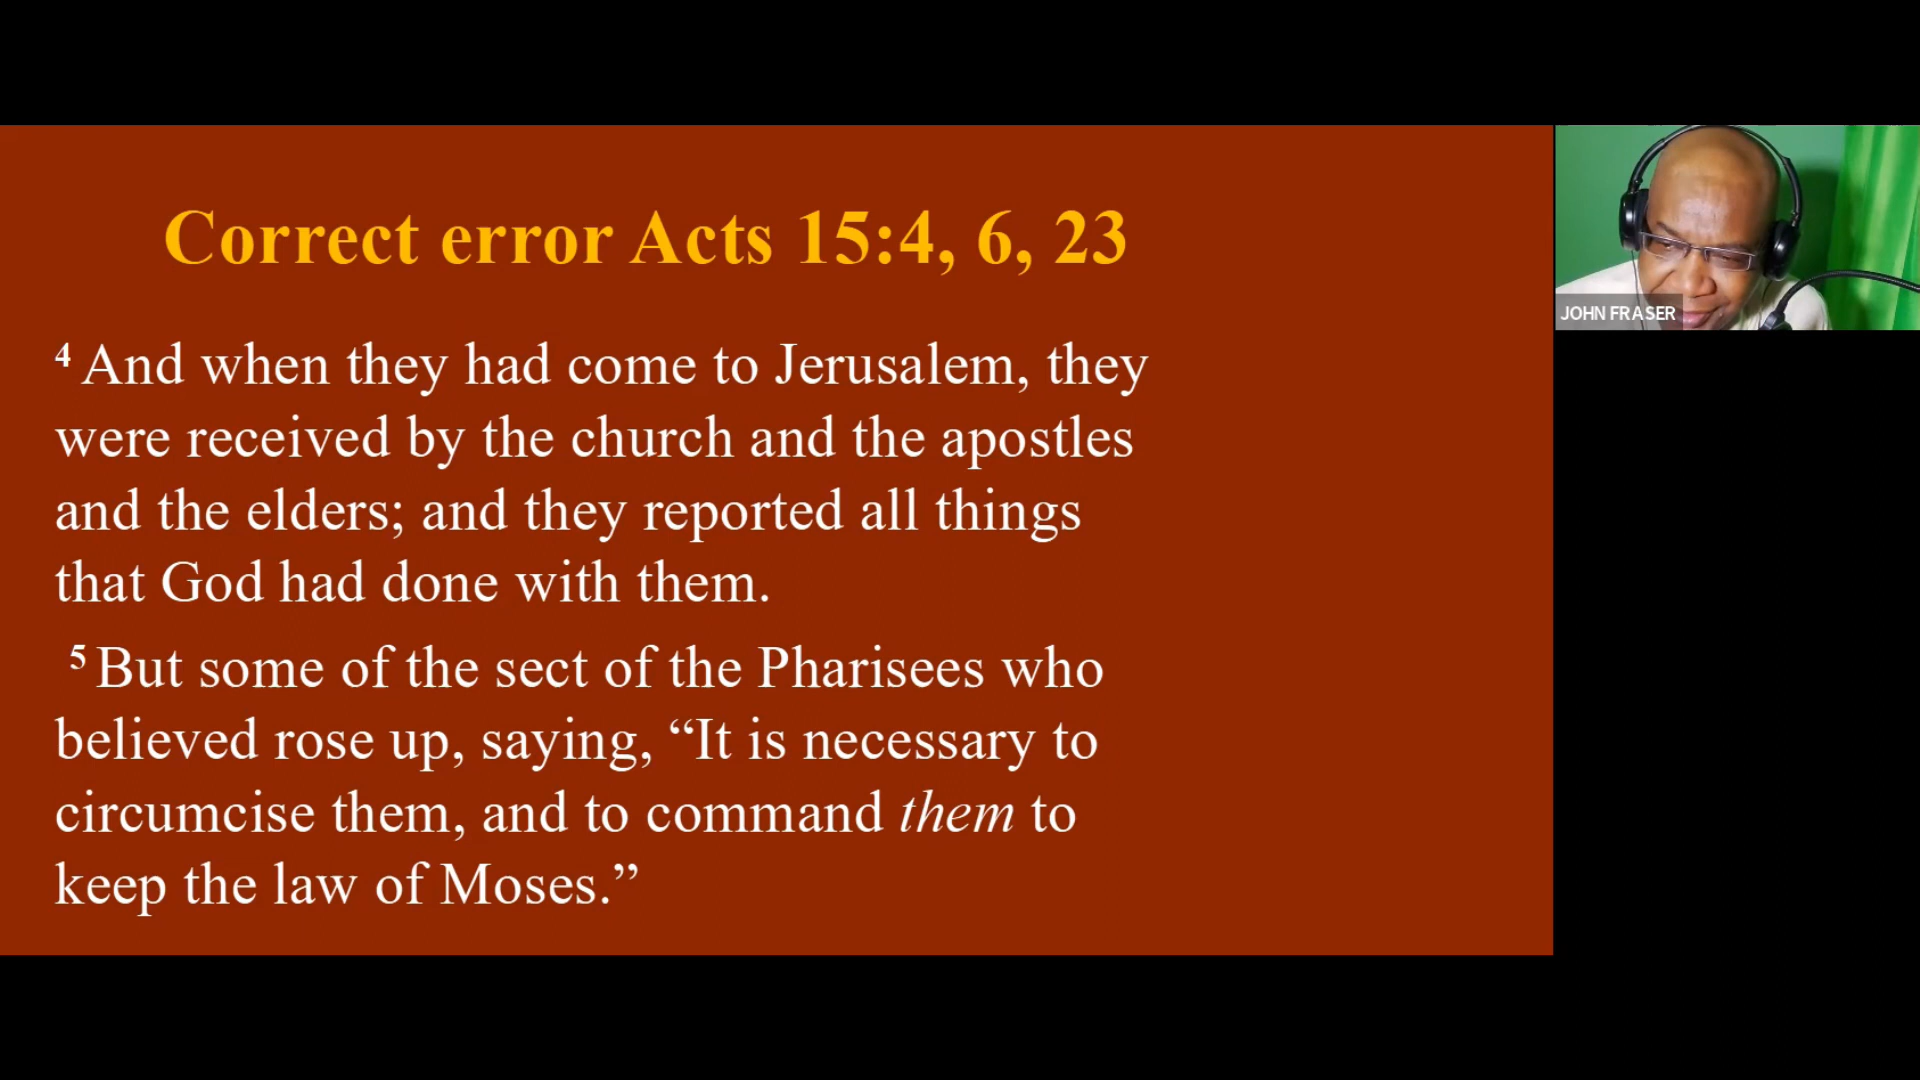 Correct error Acts 15:4, 6, 23
4 And when they had come to Jerusalem, they
were received by the church and the apostles
and the elders; and they reported all things
that God had done with them.
5 But some of the sect of the Pharisees who
believed rose up, saying, “It is necessary to
circumcise them, and to command them to
keep the law of Moses.”
JOHN FRASER